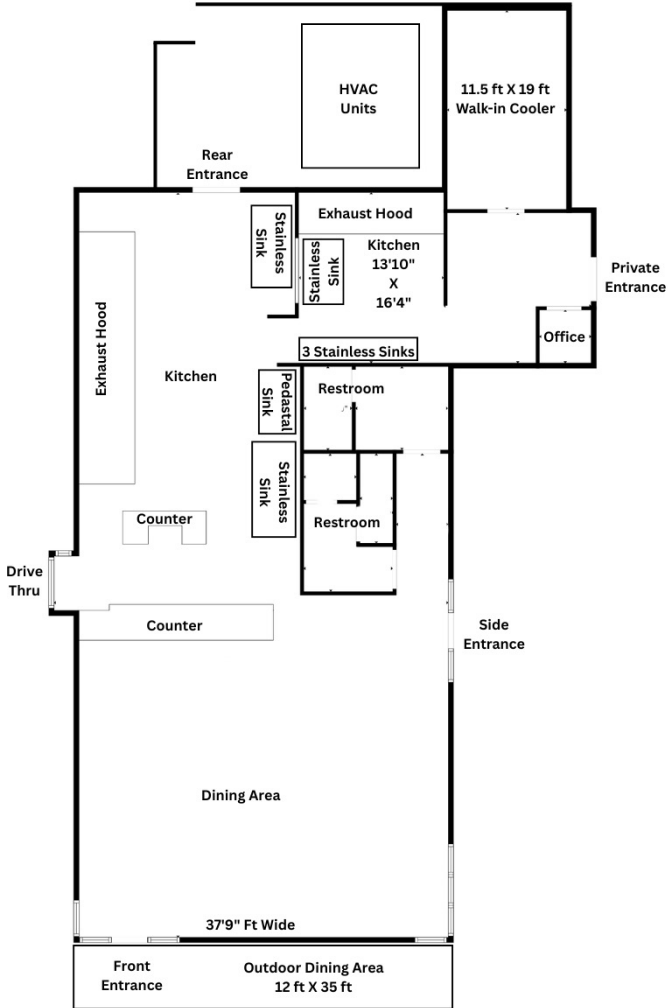 HVAC
Units
11.5 ft X 19 ft
Walk-in Cooler
Rear
Entrance
Stainless
Sink
Exhaust Hood
Stainless
Sink
Kitchen
13'10"
X
16'4"
Private
Entrance
Office
Exhaust Hood
3 Stainless Sinks
Kitchen
Pedastal
Sink
Restroom
Stainless
Sink
Counter
Restroom
Drive
Thru
Counter
Side
Entrance
Dining Area
37'9" Ft Wide
Front
Entrance
Outdoor Dining Area
12 ft X 35 ft